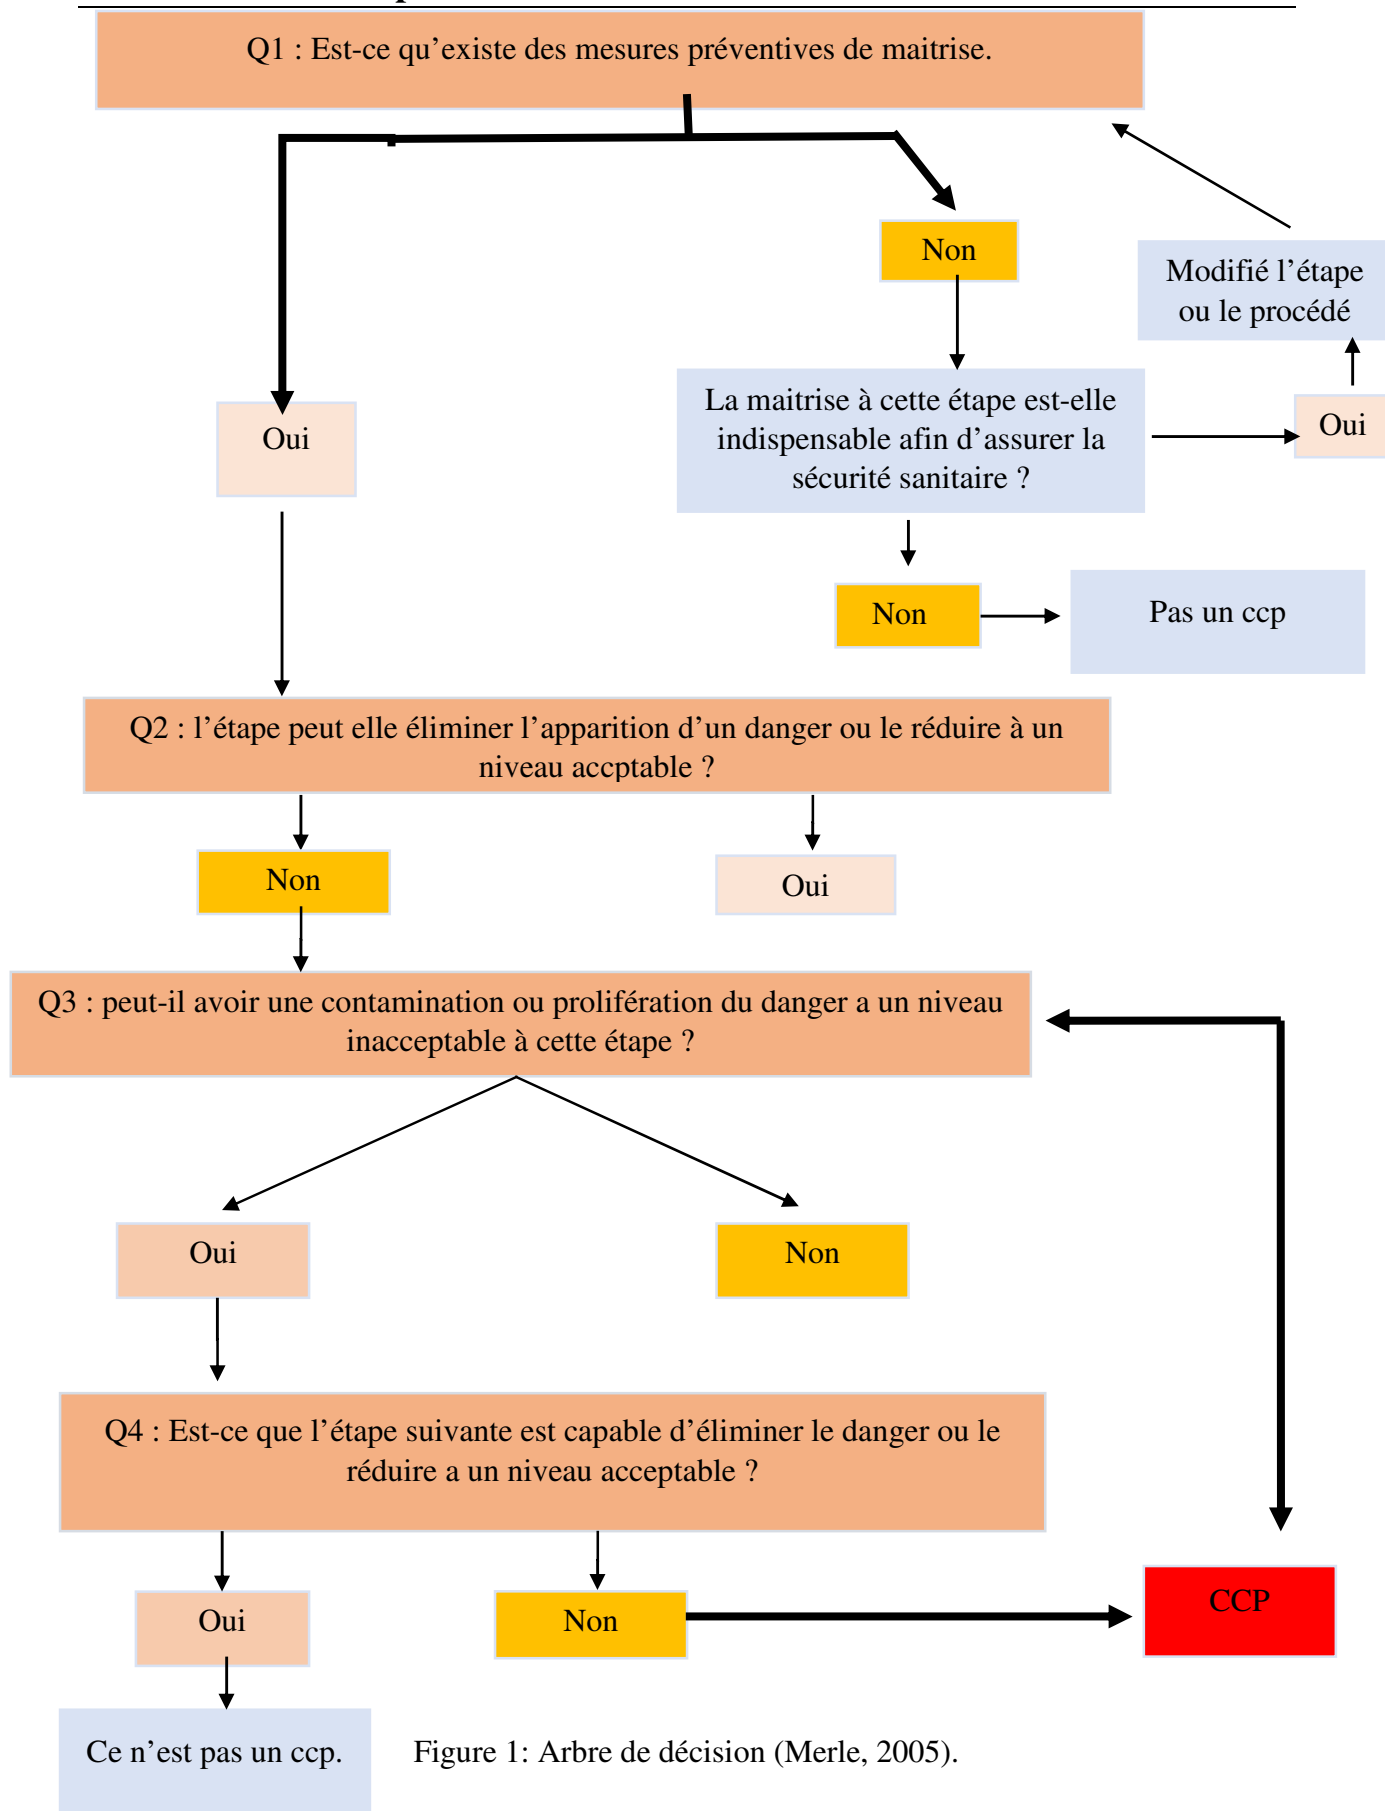 Q1 : Est-ce qu’existe des mesures préventives de maitrise.
Non
Modifié l’étape
ou le procédé
La maitrise à cette étape est-elle
indispensable afin d’assurer la
sécurité sanitaire ?
Oui
Oui
Non
Pas un ccp
Q2 : l’étape peut elle éliminer l’apparition d’un danger ou le réduire à un
niveau accptable ?
Non
Oui
Q3 : peut-il avoir une contamination ou prolifération du danger a un niveau
inacceptable à cette étape ?
Oui
Non
Q4 : Est-ce que l’étape suivante est capable d’éliminer le danger ou le
réduire a un niveau acceptable ?
Oui
Non
CCP
Ce n’est pas un ccp.
Figure 1: Arbre de décision (Merle, 2005).